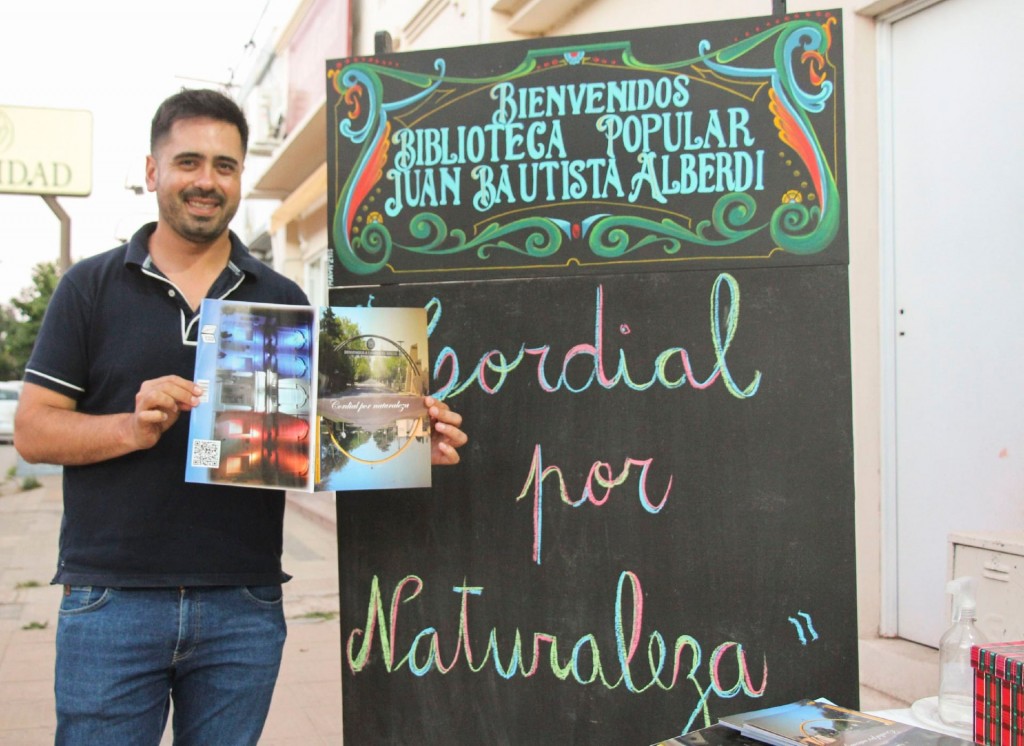 IDAD
BIENVENIDOS
BIBLIOTECA POPULAR
JUAN BAUTISTA ALBERDI
"Cordial
por
Naturaleza"
Cordial por naturaleza